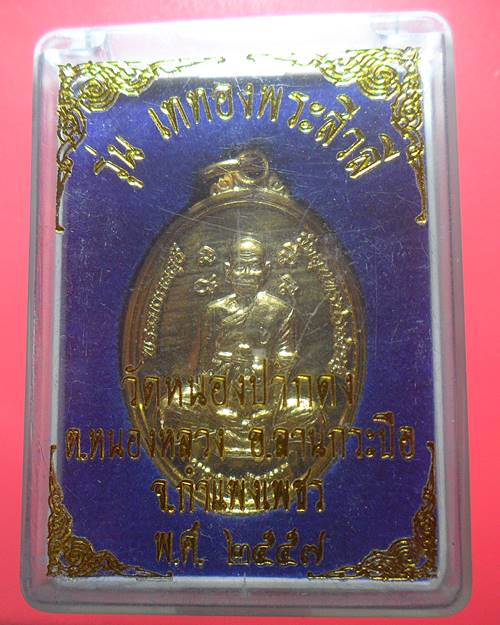 รุ่น เททองพระสีวลี
วัดหนองปากดง
ต.หนองหลวง อ.ลานกระบือ
จ.กำแพงเพชร
พ.ศ. ๒๕๕๗